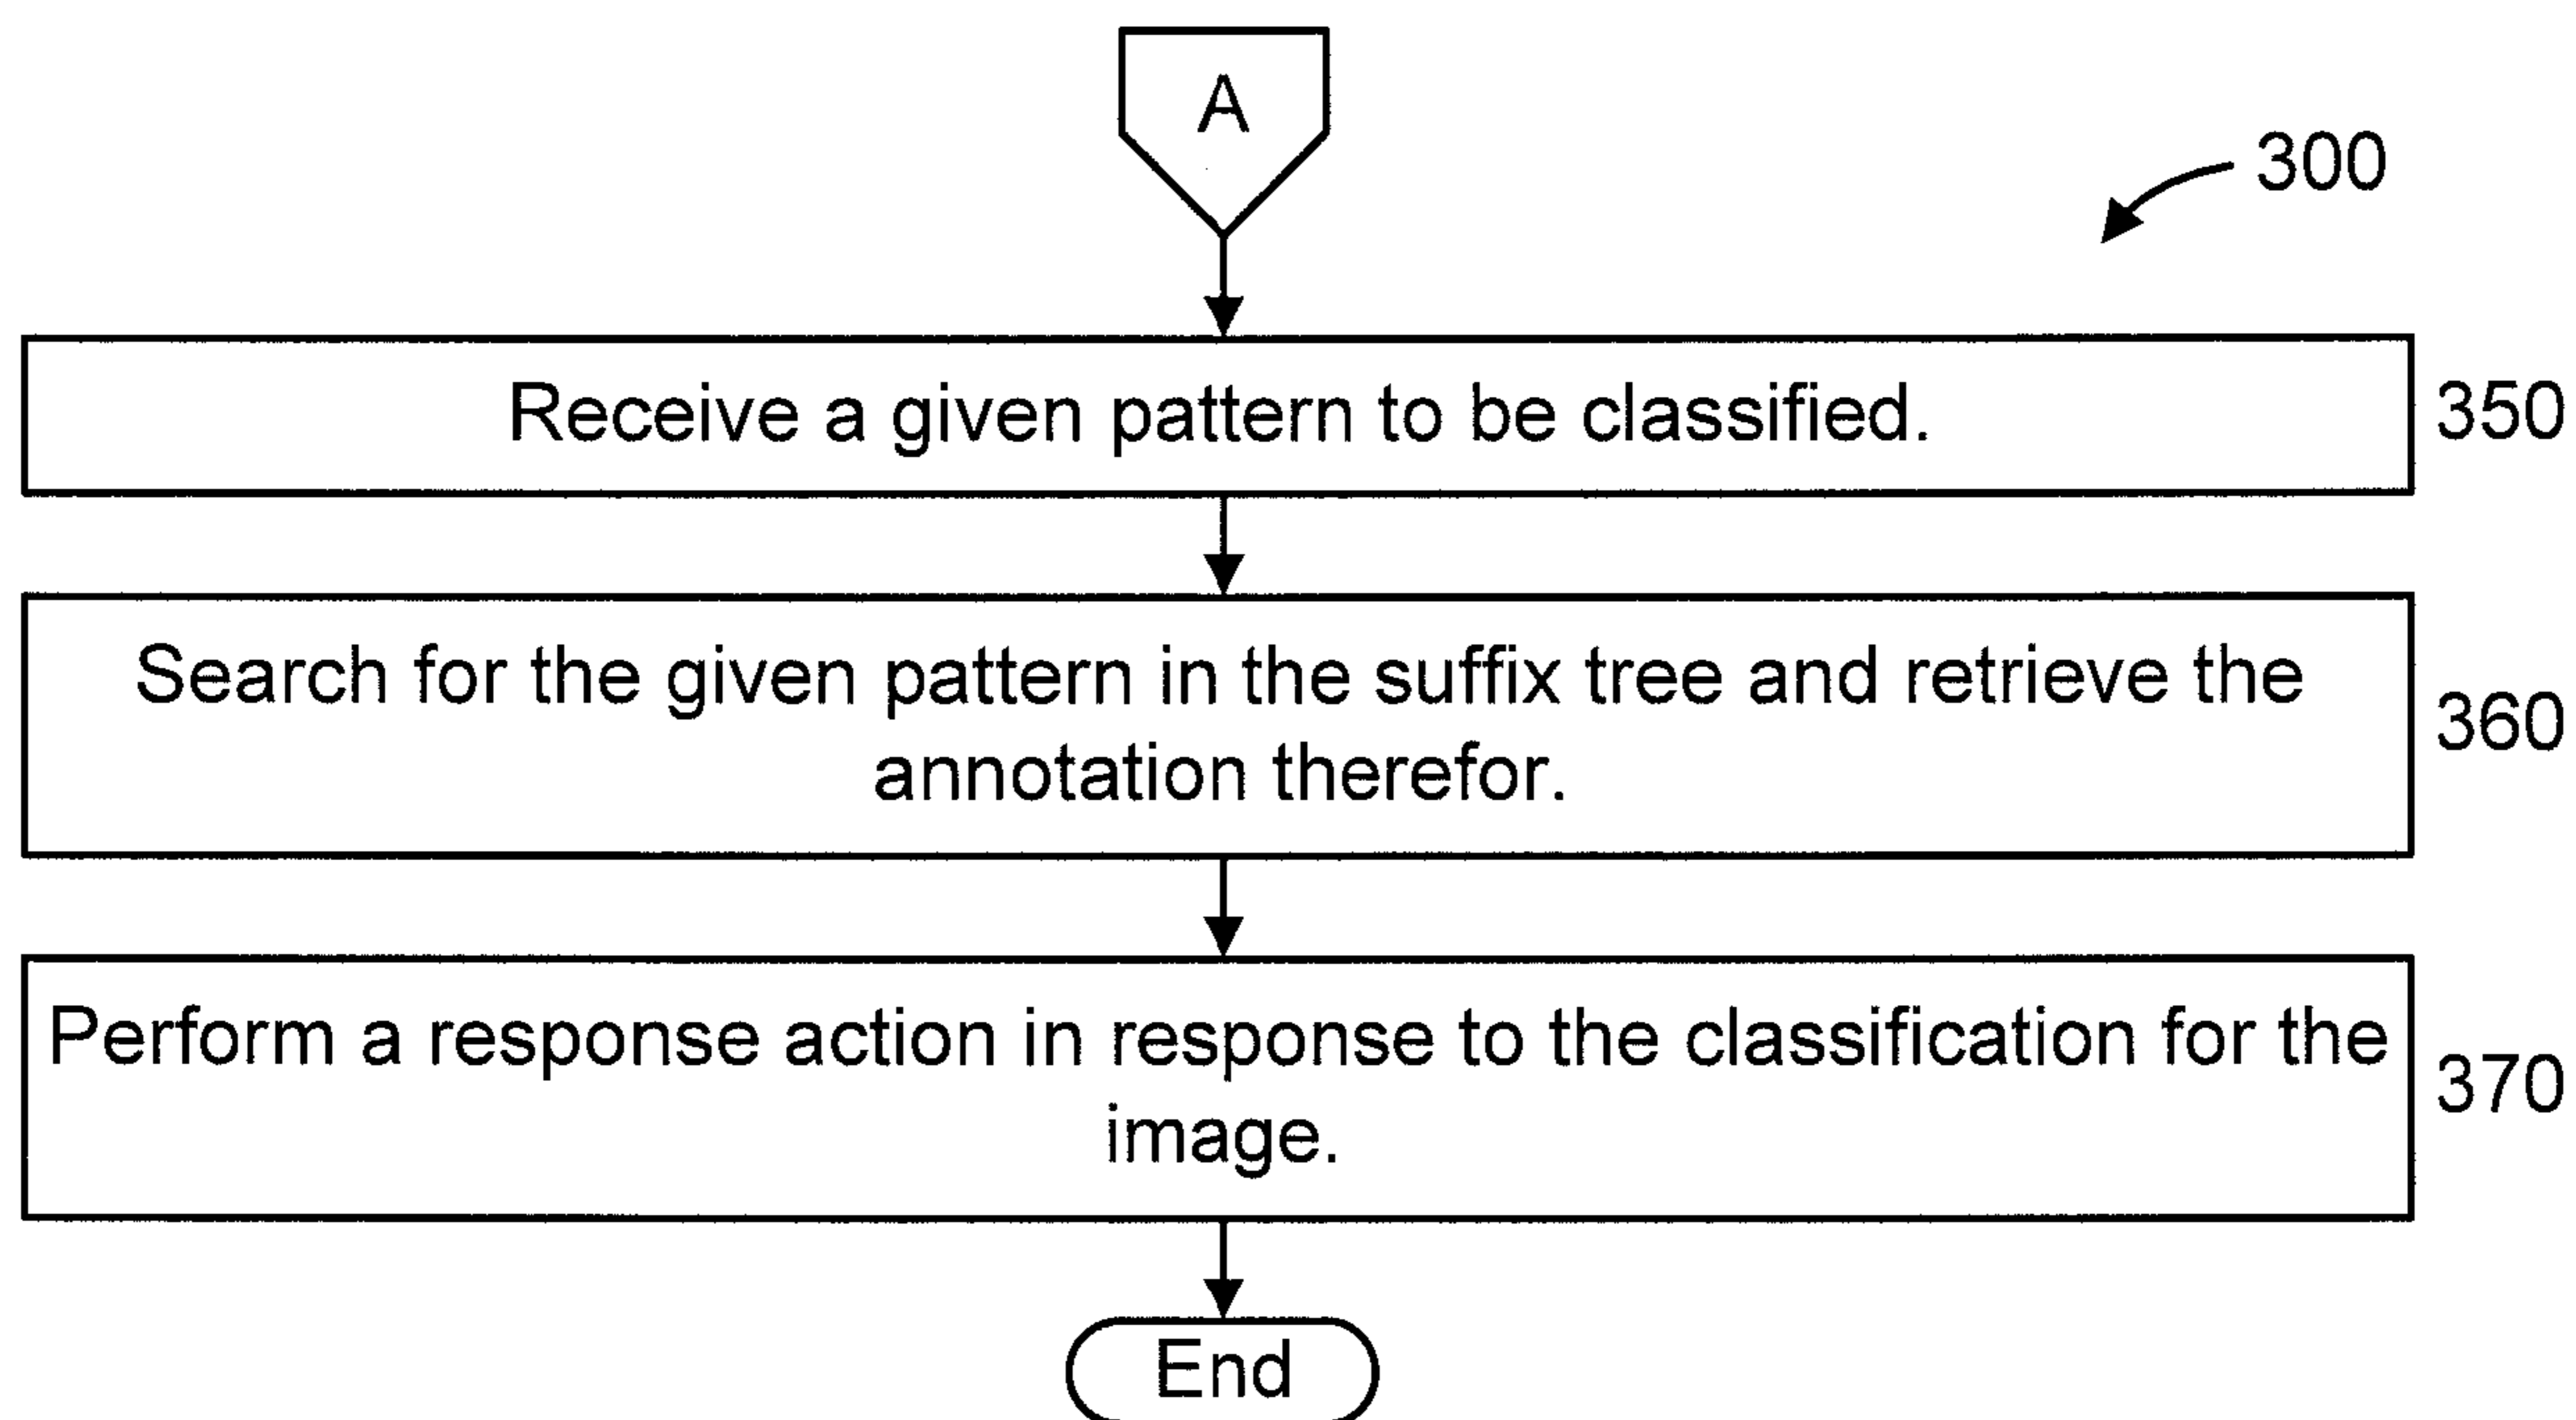 A
300
Receive a given pattern to be classified.
350
Search for the given pattern in the suffix tree and retrieve the
annotation therefor.
360
Perform a response action in response to the classification for the
image.
370
End